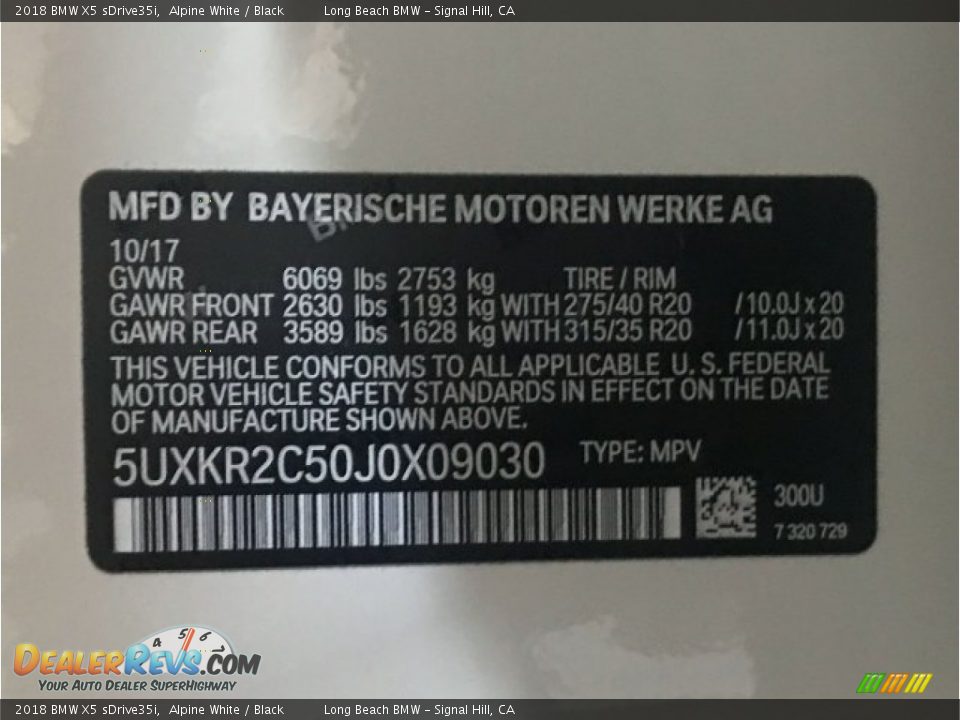 2018 BMW X5 sDrive35i, Alpine White / Black Long Beach BMW - Signal Hill, CA
MFD BY BAYERISCHE MOTOREN WERKE AG
10/17
GVWR 6069 lbs 2753 kg TIRE / RIM
GAWR FRONT 2630 lbs 1193 kg WITH 275/40 R20 /10.0J x 20
GAWR REAR 3589 lbs 1628 kg WITH 315/35 R20 /11.0J x 20
THIS VEHICLE CONFORMS TO ALL APPLICABLE U. S. FEDERAL
MOTOR VEHICLE SAFETY STANDARDS IN EFFECT ON THE DATE
OF MANUFACTURE SHOWN ABOVE.
5UXKR2C50J0X09030 TYPE: MPV
300U
7 320 729
4 5 6
DEALERREVS.COM
YOUR AUTO DEALER SUPERHIGHWAY
2018 BMW X5 sDrive35i, Alpine White / Black Long Beach BMW - Signal Hill, CA